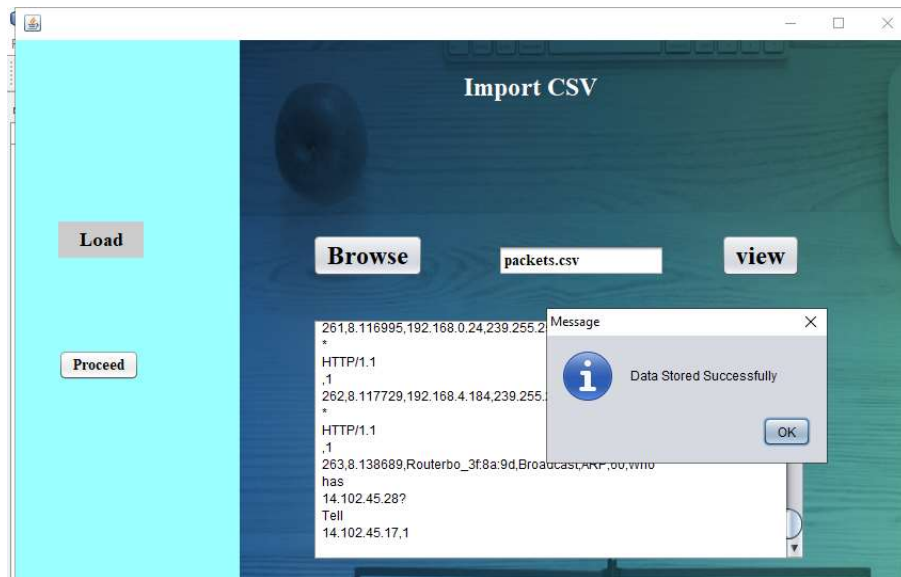 Import CSV
Load
Browse
packets.csv
view
Proceed
261,8.116995,192.168.0.24,239.255.2
*
HTTP/1.1
,1
262,8.117729,192.168.4.184,239.255.
*
HTTP/1.1
,1
263,8.138689,Routerbo_3f:8a:9d,Broadcast,ARP,60,Who
has
14.102.45.28?
Tell
14.102.45.17,1
Message
Data Stored Successfully
OK